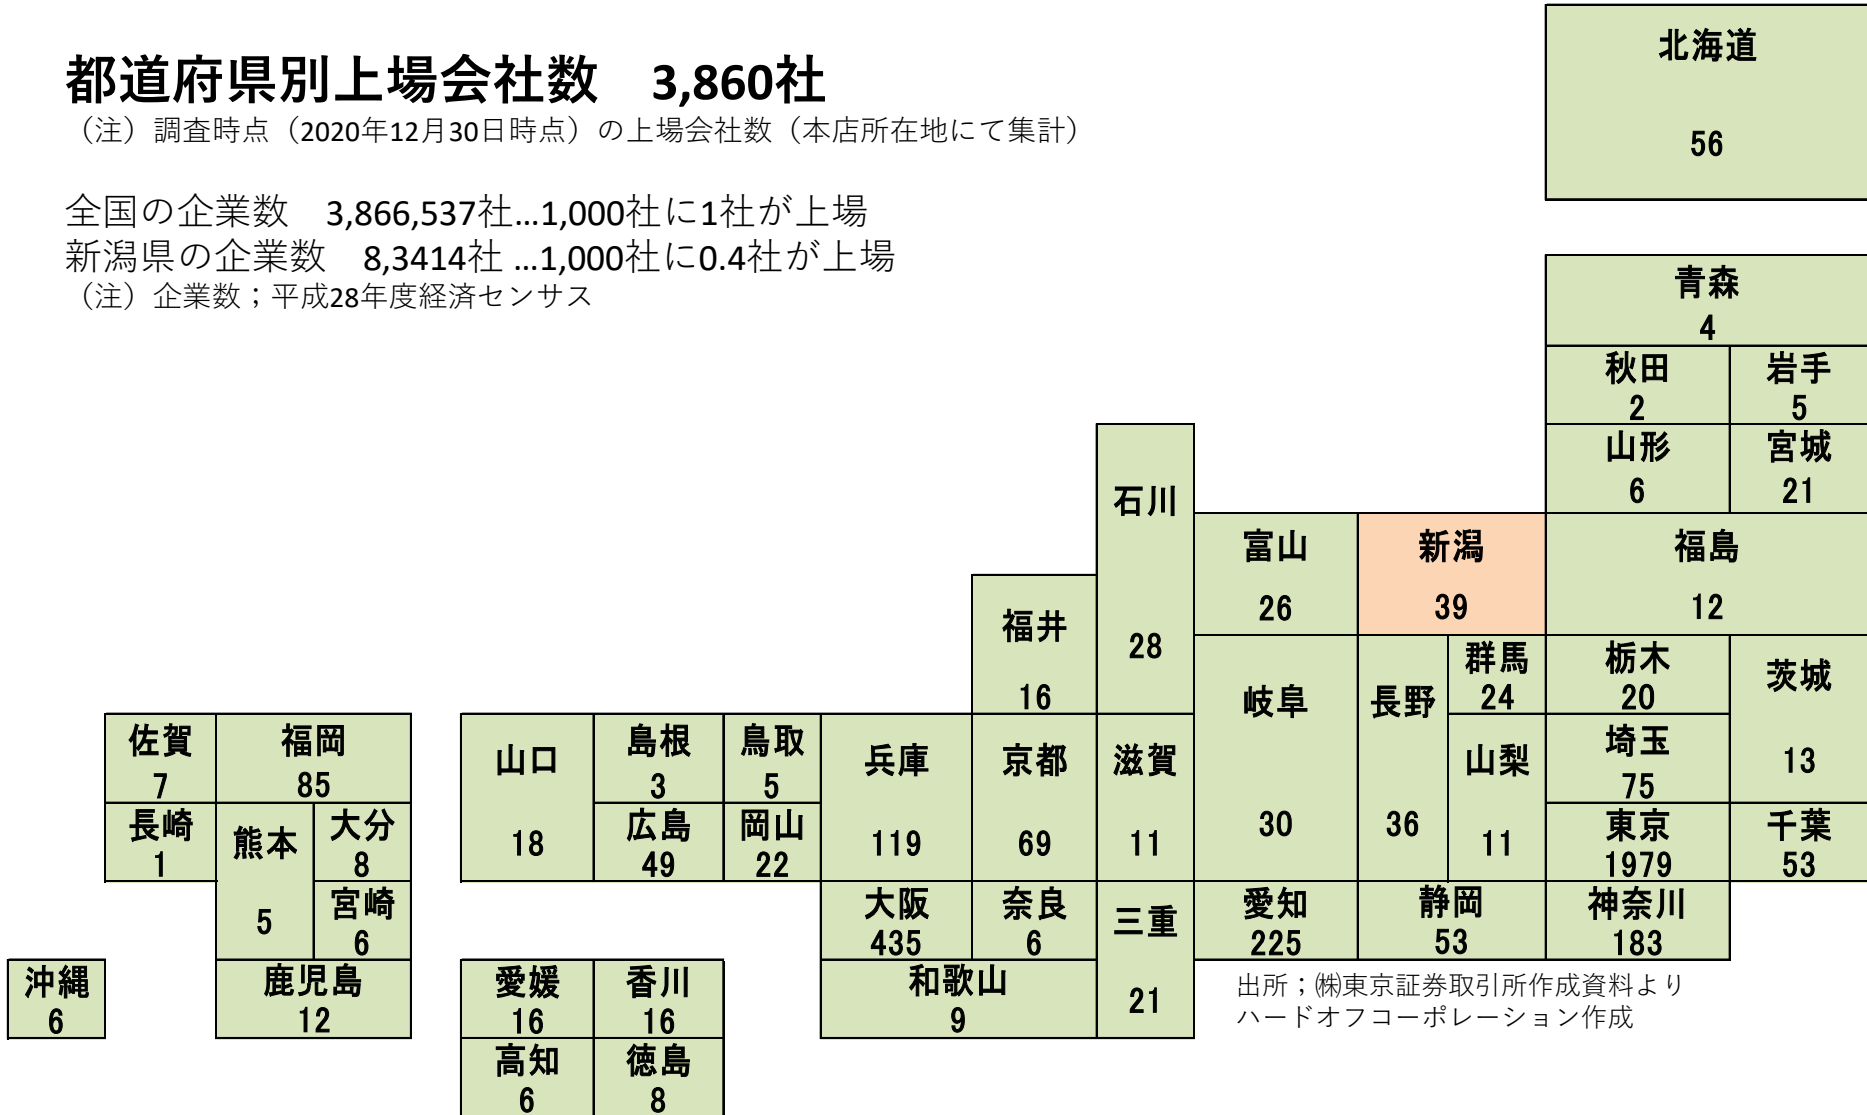 都道府県別上場会社数　3,860社
（注）調査時点（2020年12月30日時点）の上場会社数（本店所在地にて集計）
全国の企業数　3,866,537社…1,000社に1社が上場
新潟県の企業数　8,3414社 …1,000社に0.4社が上場
（注）企業数；平成28年度経済センサス
北海道
56
青森
4
秋田
2
岩手
5
山形
6
宮城
21
石川
28
富山
26
新潟
39
福島
12
福井
16
岐阜
30
長野
36
群馬
24
栃木
20
茨城
13
佐賀
7
福岡
85
山口
18
島根
3
鳥取
5
兵庫
119
京都
69
滋賀
11
山梨
11
埼玉
75
長崎
1
熊本
5
大分
8
広島
49
岡山
22
東京
1979
千葉
53
宮崎
6
大阪
435
奈良
6
三重
21
愛知
225
静岡
53
神奈川
183
沖縄
6
鹿児島
12
愛媛
16
香川
16
和歌山
9
高知
6
徳島
8
出所；㈱東京証券取引所作成資料より
ハードオフコーポレーション作成